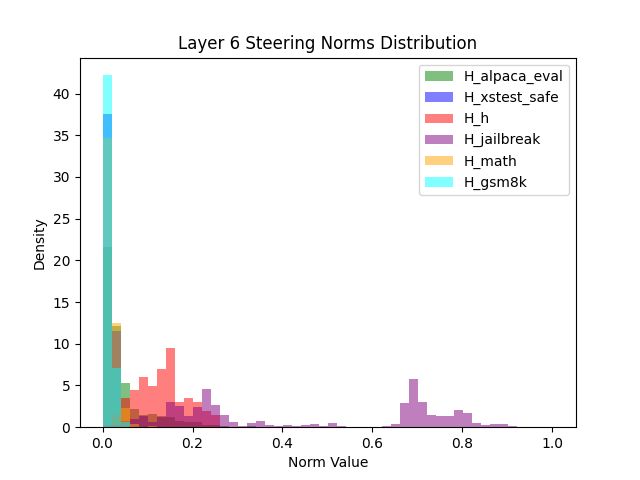 Layer 6 Steering Norms Distribution
H_alpaca_eval
H_xstest_safe
H_h
H_jailbreak
H_math
H_gsm8k
Density
40
35
30
25
20
15
10
5
0
0.0 0.2 0.4 0.6 0.8 1.0
Norm Value